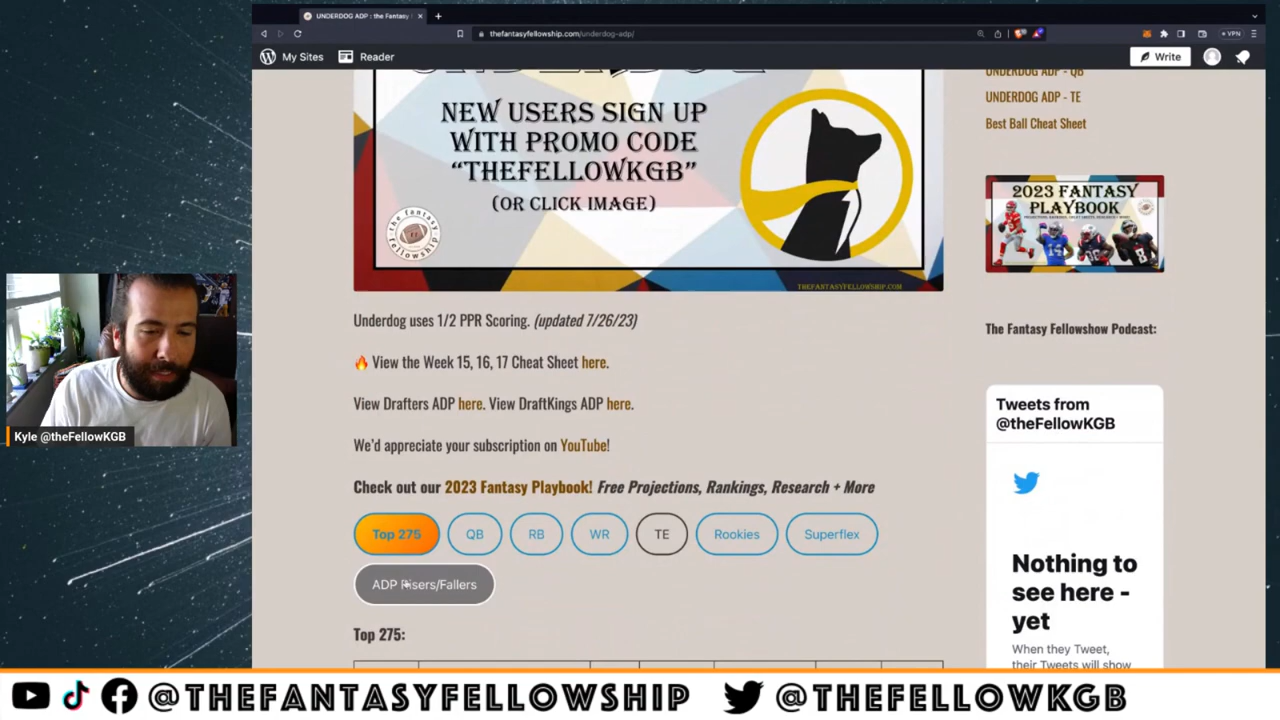 UNDERDOG ADP : the Fantasy
thefantasyfellowship.com/underdog-adp/
VPN
My Sites
Reader
Write
NEW USERS SIGN UP
WITH PROMO CODE
“THEFELLOWKGB”
(OR CLICK IMAGE)
the fantasy fellowship
THEFANTASYFELLOWSHIP.COM
UNDERDOG ADP - QB
UNDERDOG ADP - TE
Best Ball Cheat Sheet
2023 FANTASY
PLAYBOOK
The Fantasy Fellowshow Podcast:
Tweets from
@theFellowKGB
Nothing to
see here -
yet
When they Tweet,
their Tweets will show
Underdog uses 1/2 PPR Scoring. (updated 7/26/23)
🔥 View the Week 15, 16, 17 Cheat Sheet here.
View Drafters ADP here. View DraftKings ADP here.
We’d appreciate your subscription on YouTube!
Check out our 2023 Fantasy Playbook! Free Projections, Rankings, Research + More
Top 275
QB
RB
WR
TE
Rookies
Superflex
ADP Risers/Fallers
Top 275:
Kyle @theFellowKGB
@THEFANTASYFELLOWSHIP
@THEFELLOWKGB